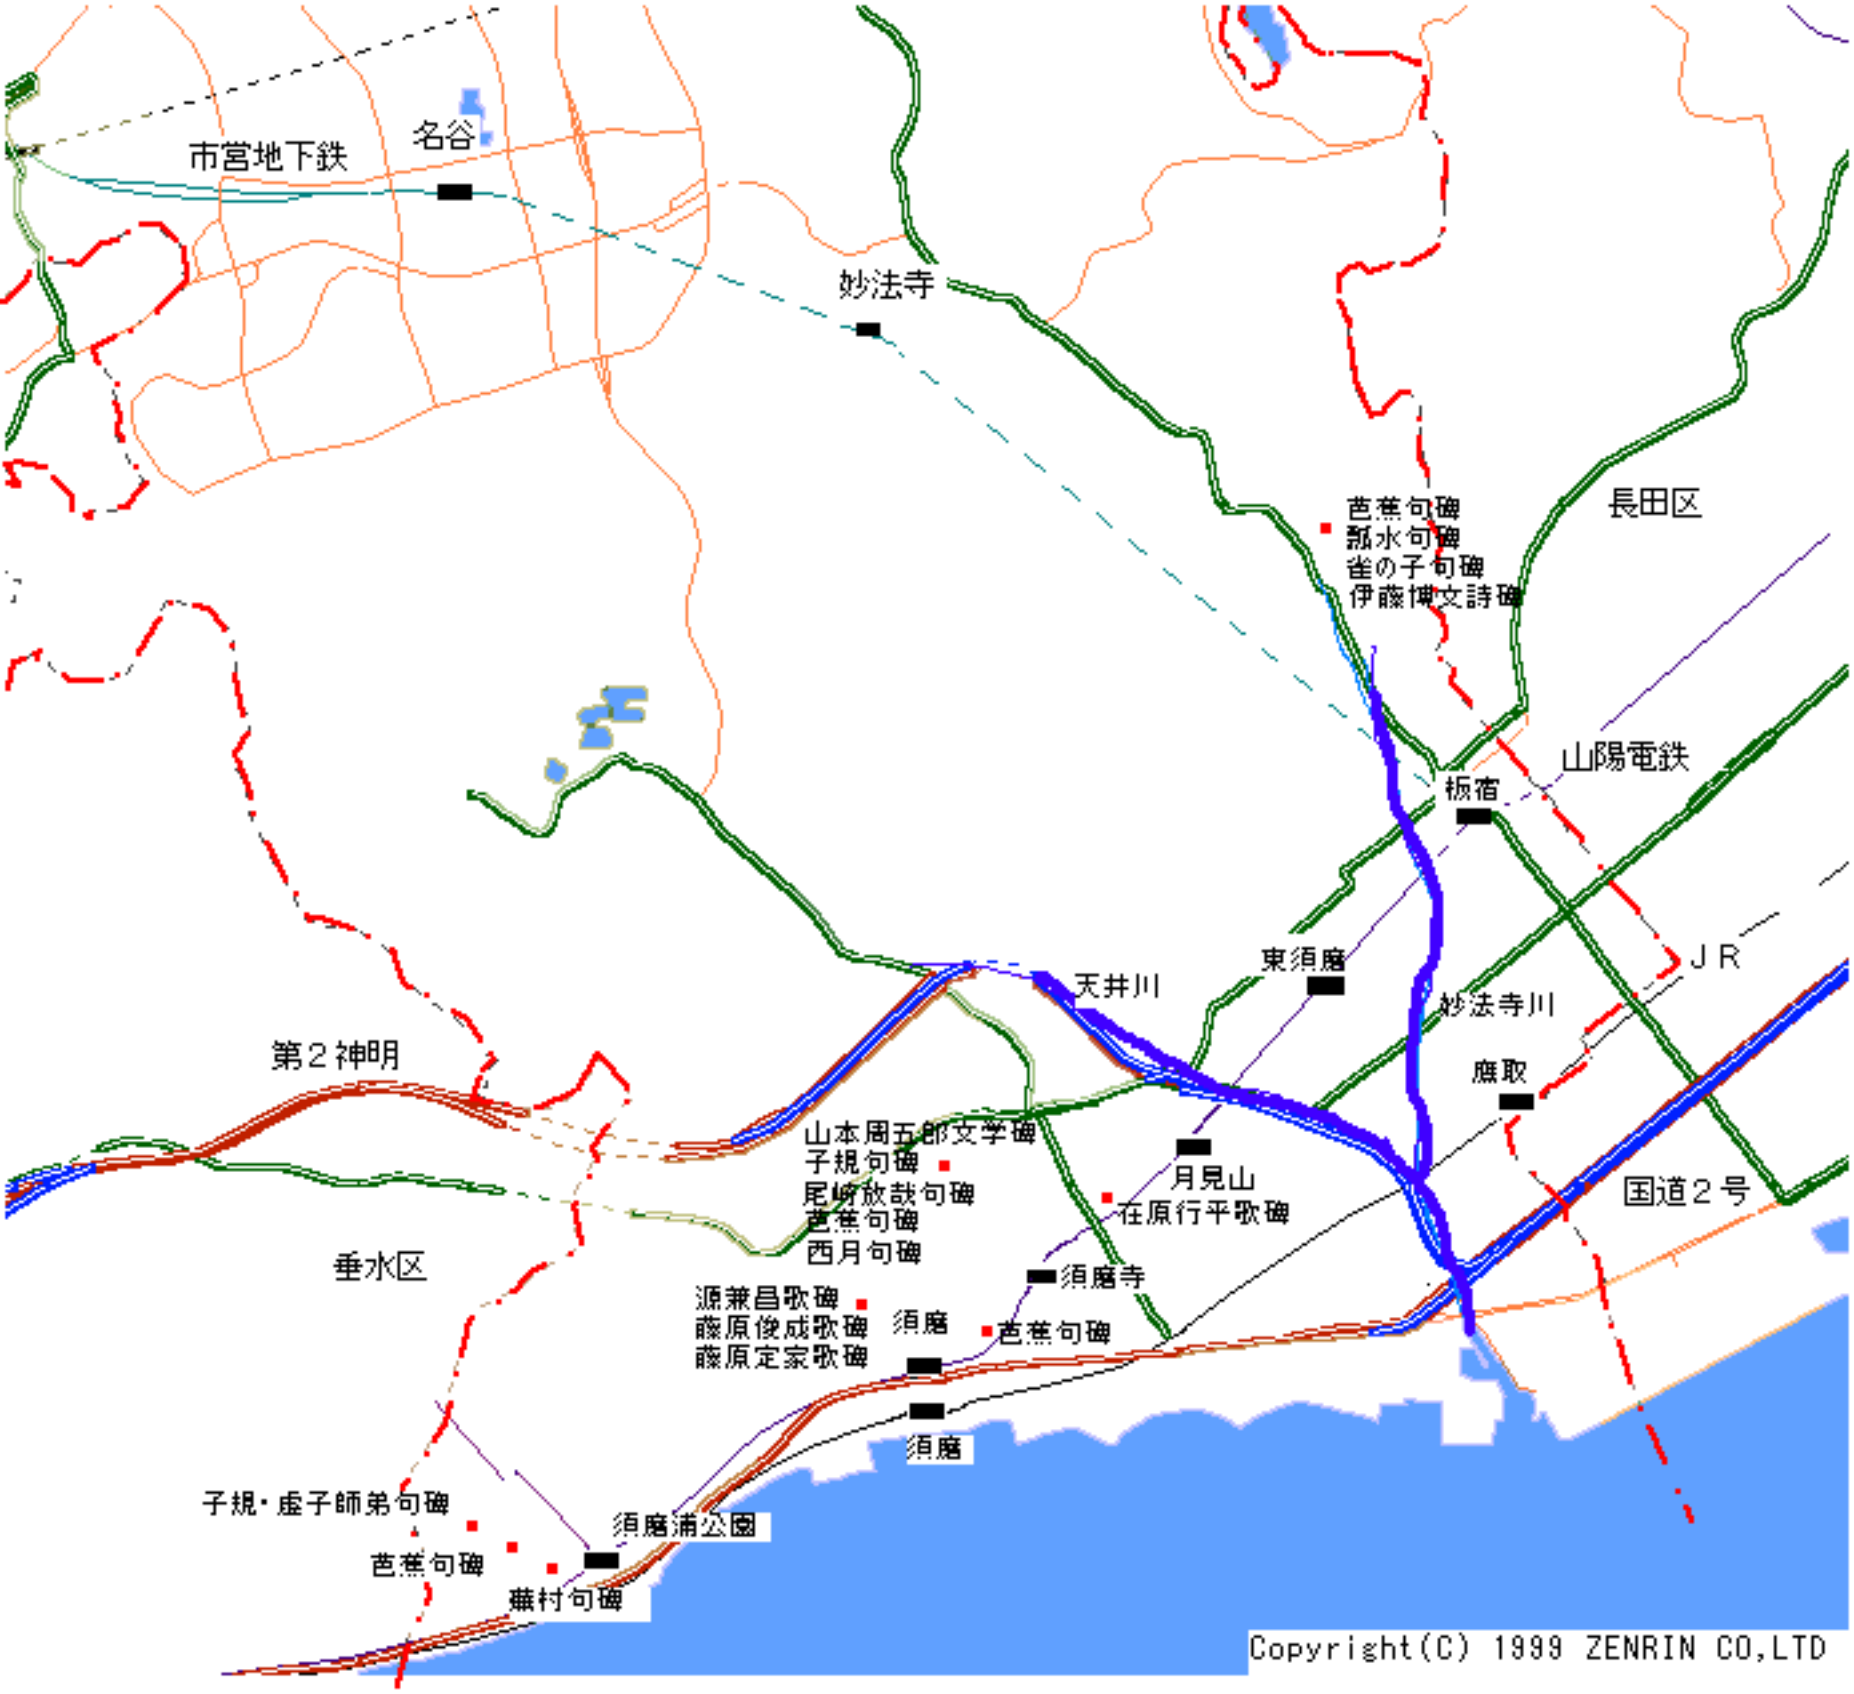 名谷
市営地下鉄
妙法寺
長田区
芭蕉句碑
瓢水句碑
雀の子句碑
伊藤博文詩碑
山陽電鉄
板宿
東須磨
JR
天井川
妙法寺川
第2神明
鷹取
山本周五郎文学碑
子規句碑
尾崎放哉句碑
芭蕉句碑
西月句碑
月見山
在原行平歌碑
国道2号
垂水区
須磨寺
源兼昌歌碑
藤原俊成歌碑
藤原定家歌碑
須磨
芭蕉句碑
須磨
子規・虚子師弟句碑
須磨浦公園
芭蕉句碑
蕪村句碑
Copyright(C) 1999 ZENRIN CO,LTD